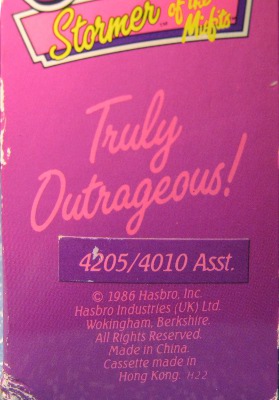 Stormer of the
Misfits™
Truly
Outrageous!
4205/4010 Asst.
© 1986 Hasbro, Inc.
Hasbro Industries (UK) Ltd.
Wokingham, Berkshire.
All Rights Reserved.
Made in China.
Cassette made in
Hong Kong. H22